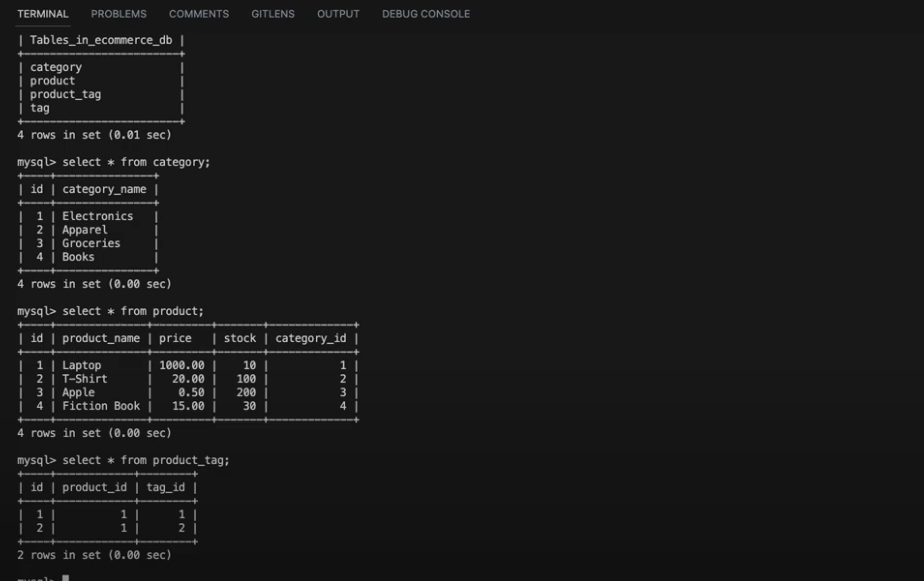 TERMINAL PROBLEMS COMMENTS GITLENS OUTPUT DEBUG CONSOLE
| Tables_in_ecommerce_db |
+------------------------+
| category               |
| product                |
| product_tag            |
| tag                    |
+------------------------+
4 rows in set (0.01 sec)
mysql> select * from category;
+----+---------------+
| id | category_name |
+----+---------------+
|  1 | Electronics   |
|  2 | Apparel       |
|  3 | Groceries     |
|  4 | Books         |
+----+---------------+
4 rows in set (0.00 sec)
mysql> select * from product;
+----+--------------+---------+-------+-------------+
| id | product_name | price   | stock | category_id |
+----+--------------+---------+-------+-------------+
|  1 | Laptop       | 1000.00 |    10 |           1 |
|  2 | T-Shirt      |   20.00 |   100 |           2 |
|  3 | Apple        |    0.50 |   200 |           3 |
|  4 | Fiction Book |   15.00 |    30 |           4 |
+----+--------------+---------+-------+-------------+
4 rows in set (0.00 sec)
mysql> select * from product_tag;
+----+------------+--------+
| id | product_id | tag_id |
+----+------------+--------+
|  1 |          1 |      1 |
|  2 |          1 |      2 |
+----+------------+--------+
2 rows in set (0.00 sec)
mysql>